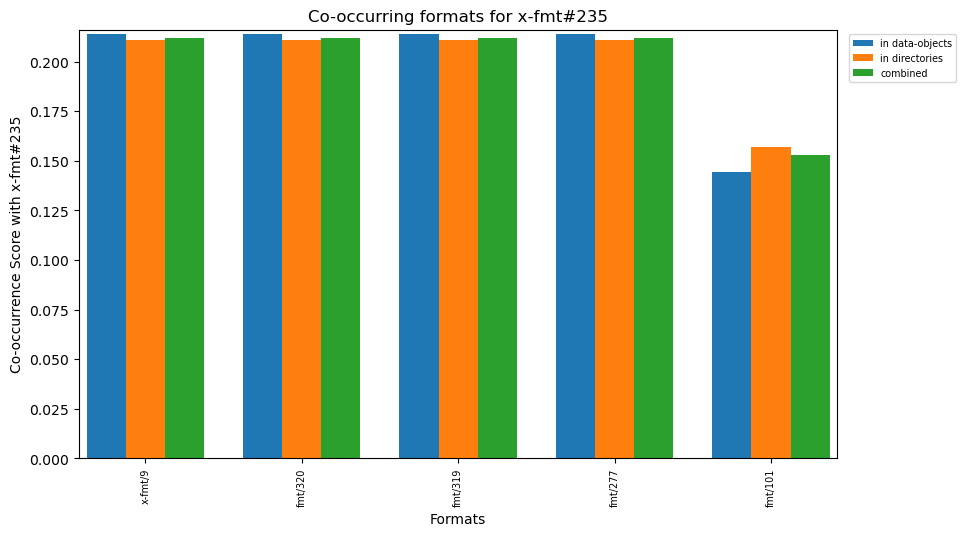 Co-occurring formats for x-fmt#235
in data-objects
in directories
combined
Co-occurrence Score with x-fmt#235
0.200
0.175
0.150
0.125
0.100
0.075
0.050
0.025
0.000
x-fmt/9
fmt/320
fmt/319
fmt/277
fmt/101
Formats